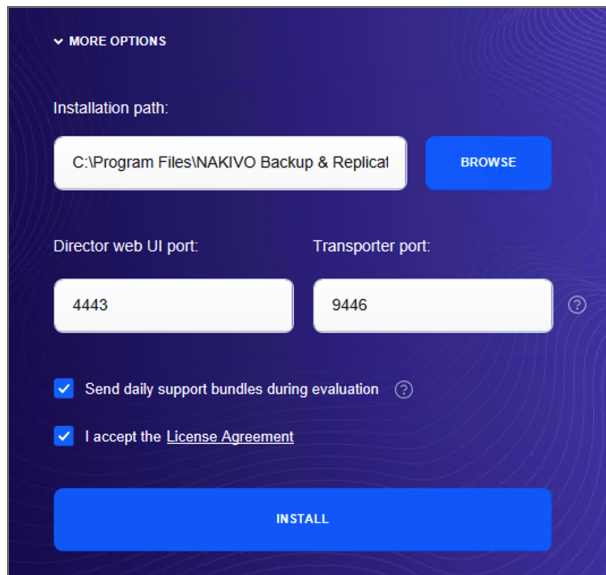 MORE OPTIONS
Installation path:
C:\Program Files\NAKIVO Backup & Replicat
BROWSE
Director web UI port: Transporter port:
4443 9446 ?
Send daily support bundles during evaluation ?
I accept the License Agreement
INSTALL